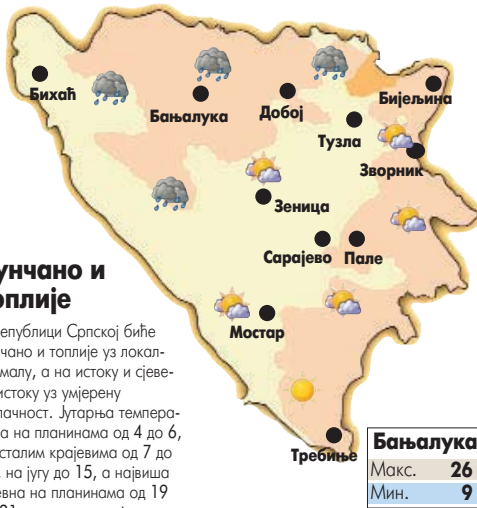 Бихаћ
Бањалука
Добој
Бијељина
Тузла
Зворник
Зеница
Сарајево Пале
Мостар
Требиње
унчано и
оплије
епублици Српској биће
чано и топлије уз локал-
малу, а на истоку и сјеве-
истоку уз умјерену
лачност. Јутарња темпера-
а на планинама од 4 до 6,
сталим крајевима од 7 до
, на југу до 15, а највиша
евна на планинама од 19
Бањалука
Макс. 26
Мин. 9